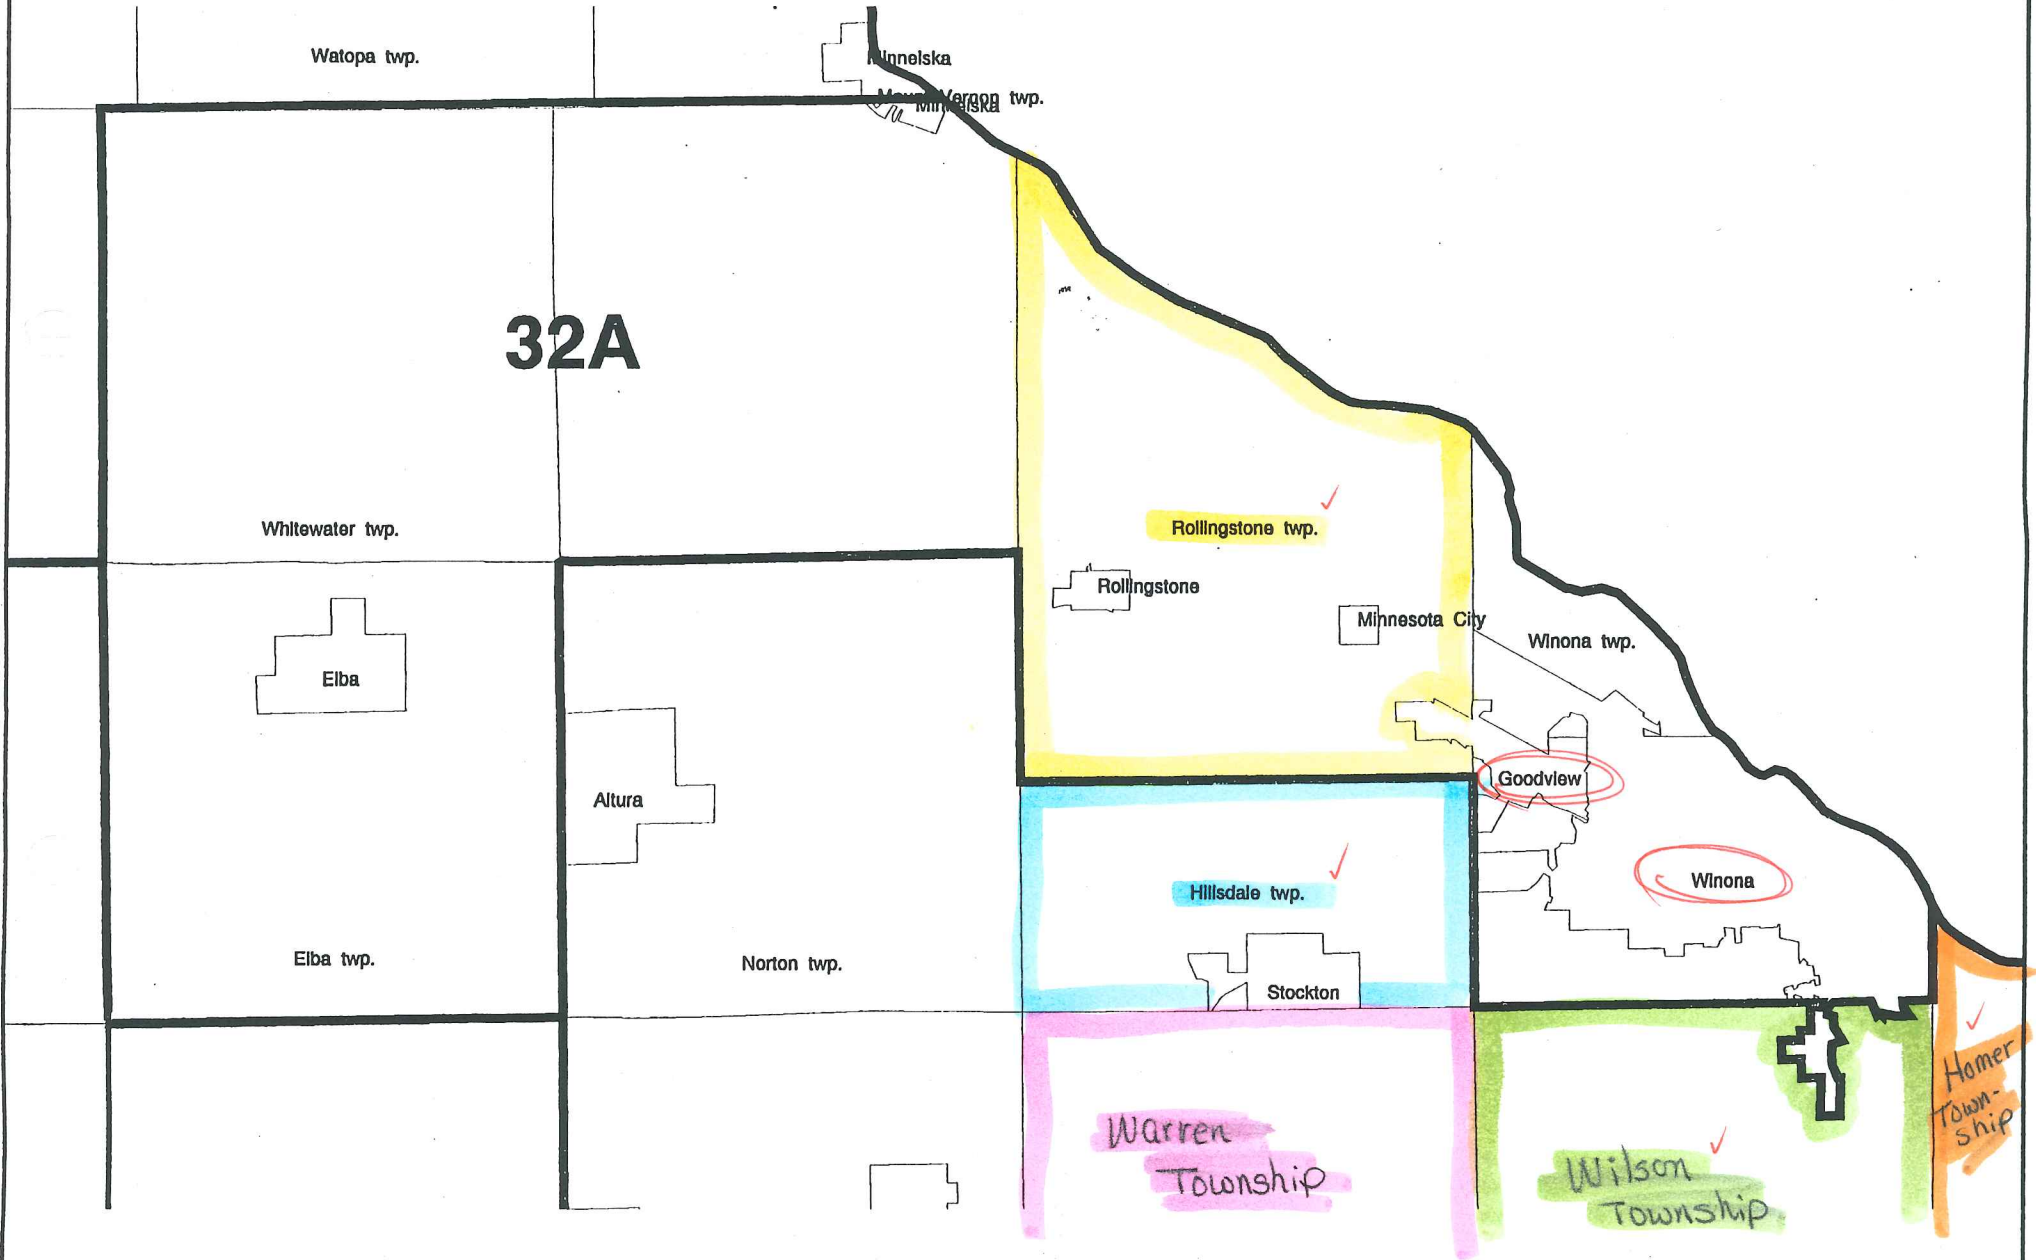 Watopa twp.
Minneiska
Mount Vernon twp.
Minneiska
32A
Whitewater twp.
Rollingstone twp.
Rollingstone
Minnesota City
Winona twp.
Elba
Goodview
Altura
Winona
Hillsdale twp.
Elba twp.
Norton twp.
Stockton
Homer
Town-
ship
Warren
Township
Wilson
Township